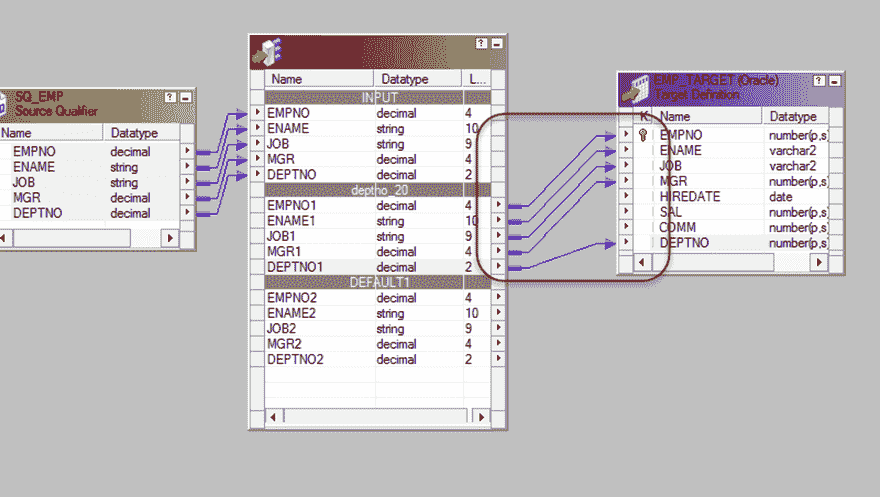 SQ_EMP
Source Qualifier
Name Datatype
EMPNO decimal
ENAME string
JOB string
MGR decimal
DEPTNO decimal
Name Datatype L...
INPUT
EMPNO decimal 4
ENAME string 10
JOB string 9
MGR decimal 4
DEPTNO decimal 2
deptno_20
EMPNO1 decimal 4
ENAME1 string 10
JOB1 string 9
MGR1 decimal 4
DEPTNO1 decimal 2
DEFAULT1
EMPNO2 decimal 4
ENAME2 string 10
JOB2 string 9
MGR2 decimal 4
DEPTNO2 decimal 2
EMP_TARGET (Oracle)
Target Definition
K Name Datatype
EMPNO number(p,s)
ENAME varchar2
JOB varchar2
MGR number(p,s)
HIREDATE date
SAL number(p,s)
COMM number(p,s)
DEPTNO number(p,s)